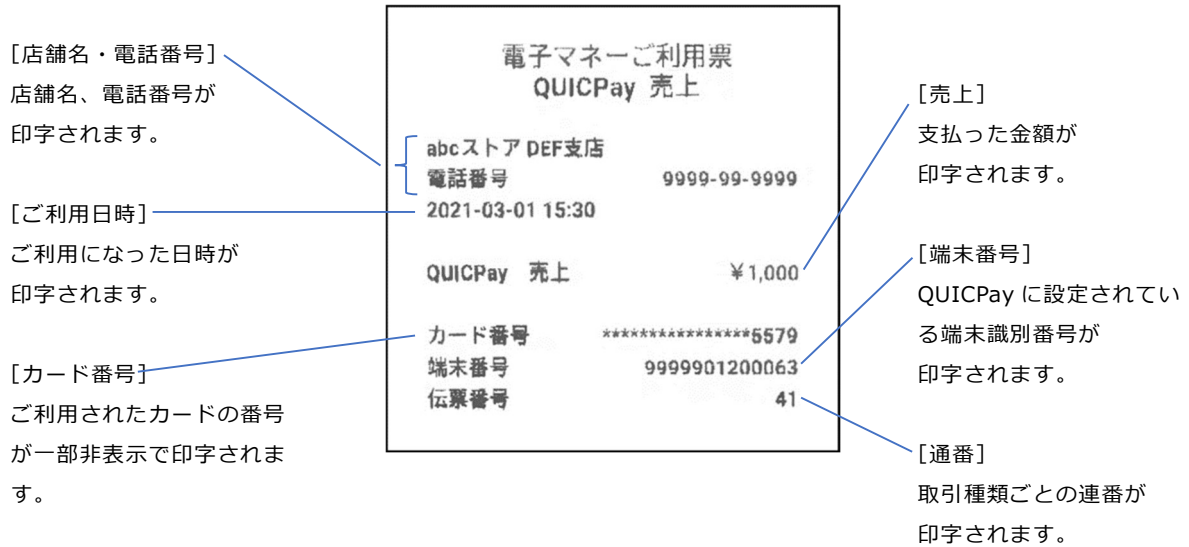 [店舗名・電話番号]
店舗名、電話番号が
印字されます。
[ご利用日時]
ご利用になった日時が
印字されます。
[カード番号]
ご利用されたカードの番号
が一部非表示で印字されま
す。
電子マネーご利用票
QUICPay 売上
abcストア DEF支店
電話番号 9999-99-9999
2021-03-01 15:30
QUICPay 売上 ¥1,000
カード番号 ****************5579
端末番号 9999901200063
伝票番号 41
[売上]
支払った金額が
印字されます。
[端末番号]
QUICPay に設定されてい
る端末識別番号が
印字されます。
[通番]
取引種類ごとの連番が
印字されます。